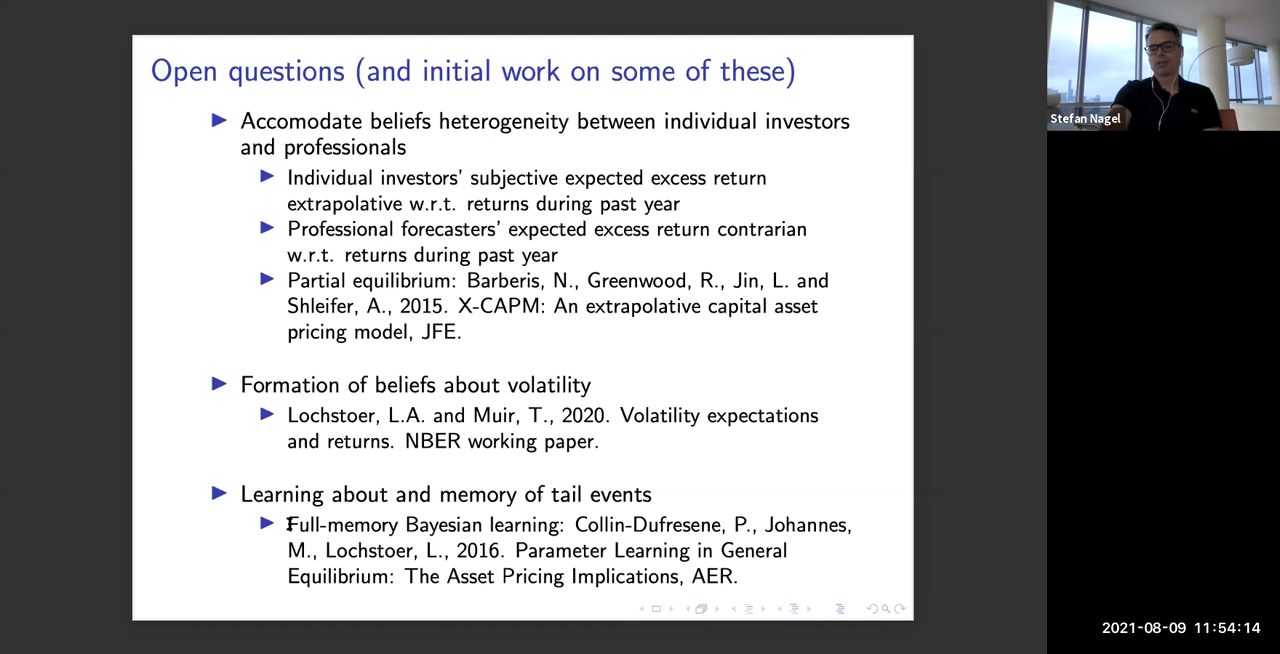 Open questions (and initial work on some of these)
Accomodate beliefs heterogeneity between individual investors
and professionals
Individual investors' subjective expected excess return
extrapolative w.r.t. returns during past year
Professional forecasters' expected excess return contrarian
w.r.t. returns during past year
Partial equilibrium: Barberis, N., Greenwood, R., Jin, L. and
Shleifer, A., 2015. X-CAPM: An extrapolative capital asset
pricing model, JFE.
Formation of beliefs about volatility
Lochstoer, L.A. and Muir, T., 2020. Volatility expectations
and returns. NBER working paper.
Learning about and memory of tail events
Full-memory Bayesian learning: Collin-Dufresene, P., Johannes,
M., Lochstoer, L., 2016. Parameter Learning in General
Equilibrium: The Asset Pricing Implications, AER.
Stefan Nagel
2021-08-09 11:54:14